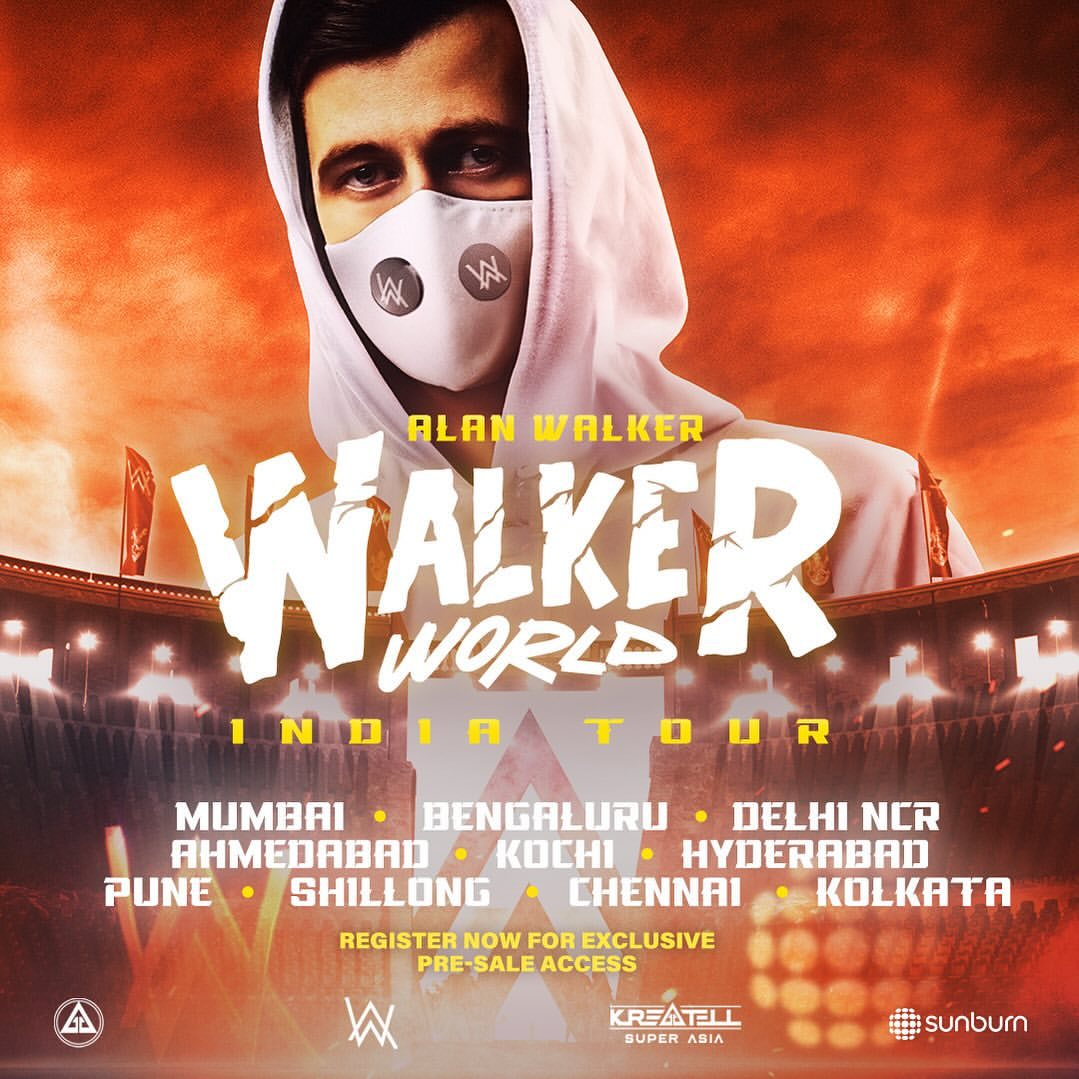 ALAN WALKER
WALKER
WORLD
INDIA TOUR
MUMBAI • BENGALURU • DELHI NCR
AHMEDABAD • KOCHI • HYDERABAD
PUNE • SHILLONG • CHENNAI • KOLKATA
REGISTER NOW FOR EXCLUSIVE
PRE-SALE ACCESS
KREATELL
SUPER ASIA
sunburn